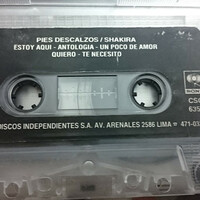 PIES DESCALZOS / SHAKIRA
ESTOY AQUI - ANTOLOGIA - UN POCO DE AMOR
QUIERO - TE NECESITO
DISCOS INDEPENDIENTES S.A. AV. ARENALES 2586 LIMA